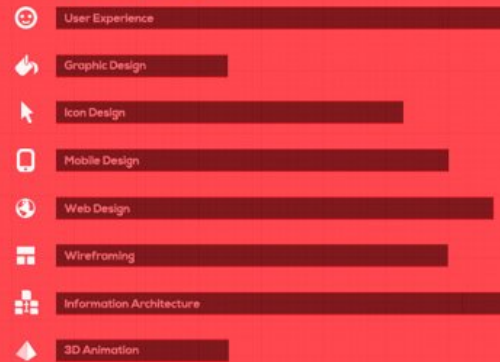 User Experience
Graphic Design
Icon Design
Mobile Design
Web Design
Wireframing
Information Architecture
3D Animation